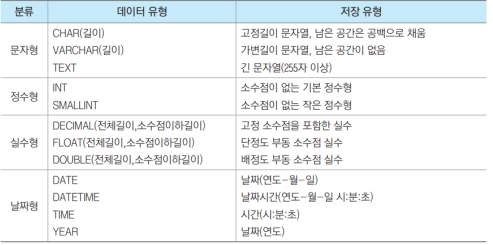 분류 데이터 유형 저장 유형
문자형 CHAR(길이) 고정길이 문자열, 남은 공간은 공백으로 채움
VARCHAR(길이) 가변길이 문자열, 남은 공간이 없음
TEXT 긴 문자열(255자 이상)
정수형 INT 소수점이 없는 기본 정수형
SMALLINT 소수점이 없는 작은 정수형
실수형 DECIMAL(전체길이,소수점이하길이) 고정 소수점을 포함한 실수
FLOAT(전체길이,소수점이하길이) 단정도 부동 소수점 실수
DOUBLE(전체길이,소수점이하길이) 배정도 부동 소수점 실수
날짜형 DATE 날짜(연도-월-일)
DATETIME 날짜시간(연도-월-일 시:분:초)
TIME 시간(시:분:초)
YEAR 날짜(연도)